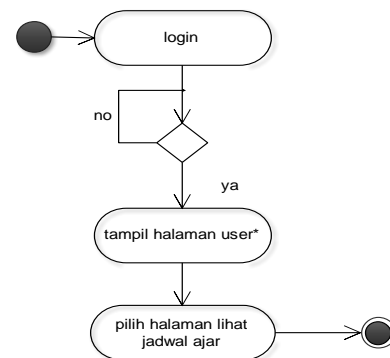 login
no
ya
tampil halaman user*
pilih halaman lihat
jadwal ajar